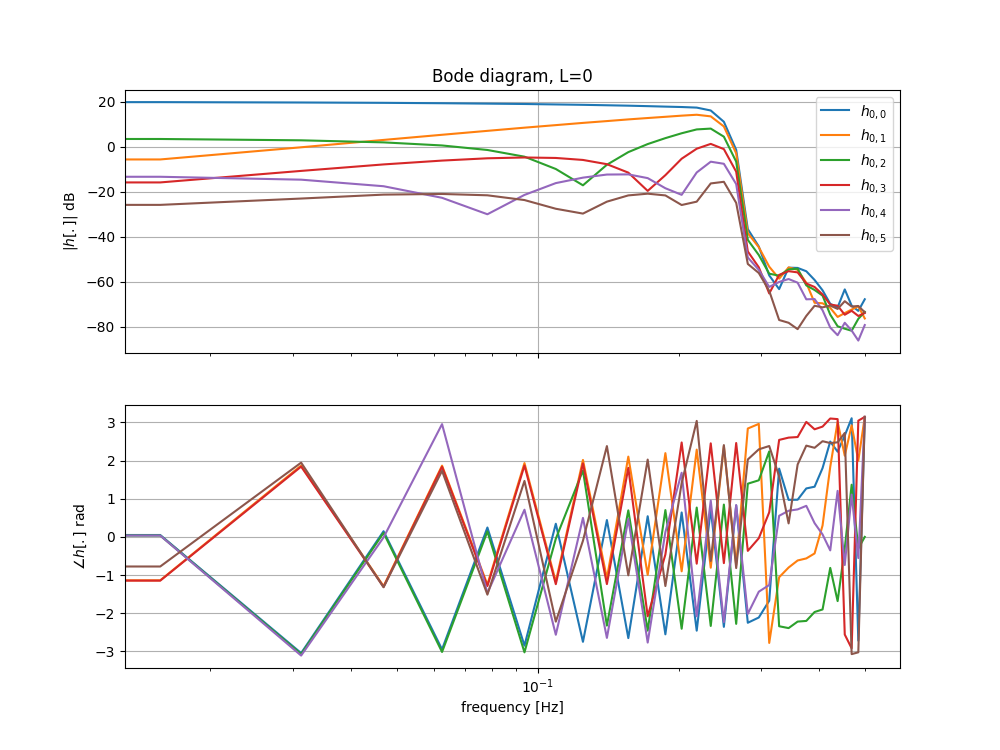 Bode diagram, L=0
|h[.]| dB
20
0
−20
−40
−60
−80
h0,0
h0,1
h0,2
h0,3
h0,4
h0,5
∠h[.] rad
3
2
1
0
−1
−2
−3
10−1
frequency [Hz]